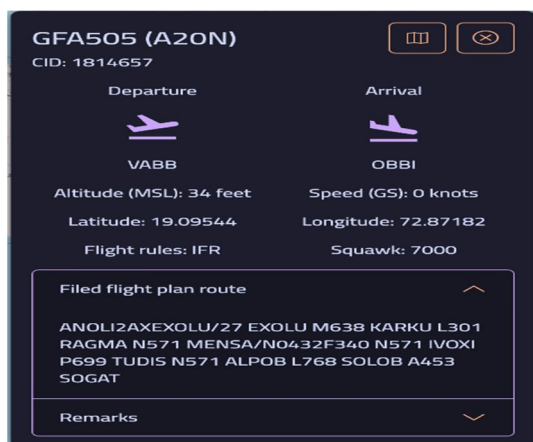 GFA505 (A20N)
CID: 1814657
Departure
Arrival
VABB
OBBI
Altitude (MSL): 34 feet
Speed (GS): 0 knots
Latitude: 19.09544
Longitude: 72.87182
Flight rules: IFR
Squawk: 7000
Filed flight plan route
ANOLI2AXEXOLU/27 EXOLU M638 KARKU L301
RAGMA N571 MENSA/N0432F340 N571 IVOXI
P699 TUDIS N571 ALPOB L768 SOLOB A453
SOGAT
Remarks